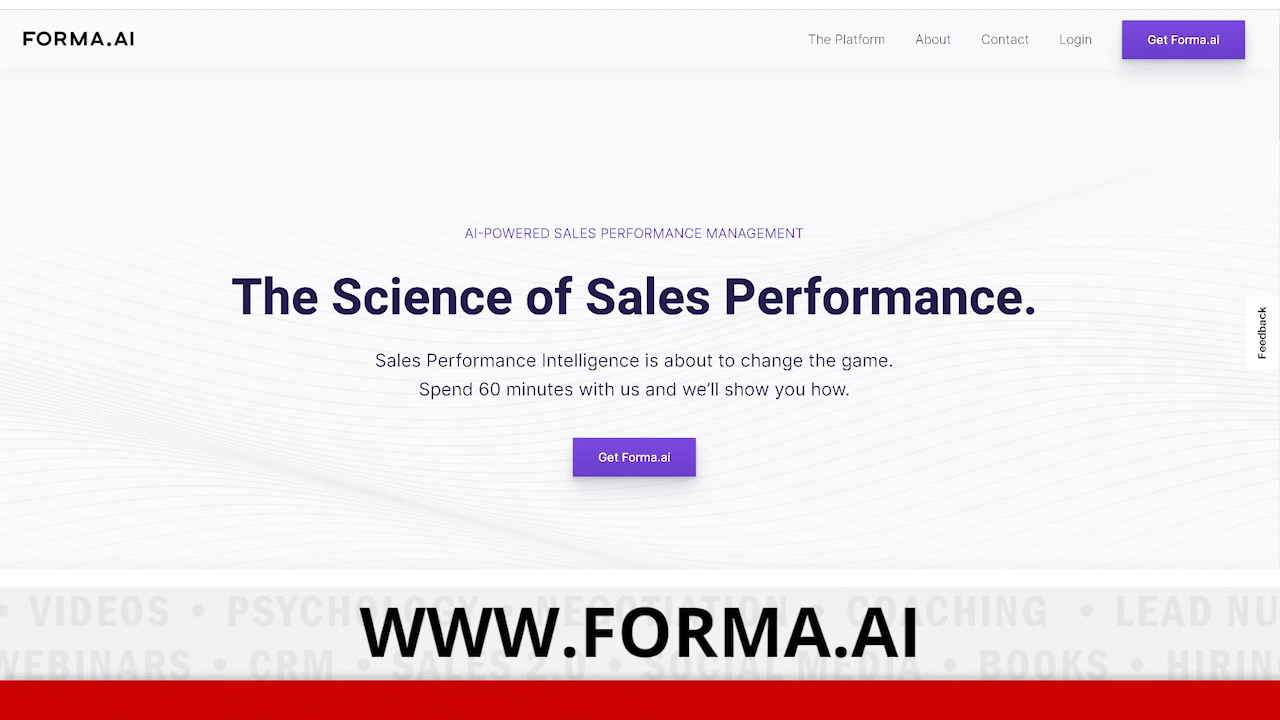 FORMA.AI
The Platform
About
Contact
Login
Get Forma.ai
AI-POWERED SALES PERFORMANCE MANAGEMENT
The Science of Sales Performance.
Sales Performance Intelligence is about to change the game.
Spend 60 minutes with us and we'll show you how.
Get Forma.ai
Feedback
• VIDEOS • PSYCHOLOGY • NEGOTIATION • COACHING • LEAD NU
WWW.FORMA.AI
WEBINARS • CRM • SALES 2.0 • SOCIAL MEDIA • BOOKS • HIRIN